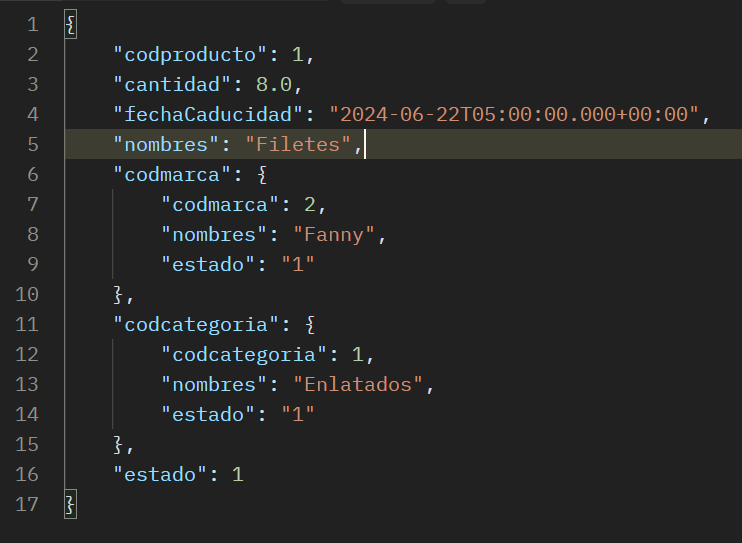 1 {
2 "codproducto": 1,
3 "cantidad": 8.0,
4 "fechaCaducidad": "2024-06-22T05:00:00.000+00:00",
5 "nombres": "Filetes",
6 "codmarca": {
7 "codmarca": 2,
8 "nombres": "Fanny",
9 "estado": "1"
10 },
11 "codcategoria": {
12 "codcategoria": 1,
13 "nombres": "Enlatados",
14 "estado": "1"
15 },
16 "estado": 1
17 }